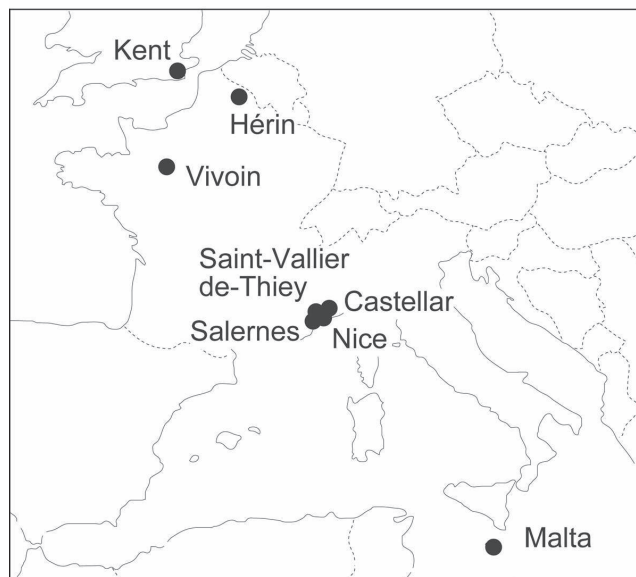 Kent
Hérin
Vivoin
Saint-Vallier
de-Thiey
Castellar
Salernes
Nice
Malta